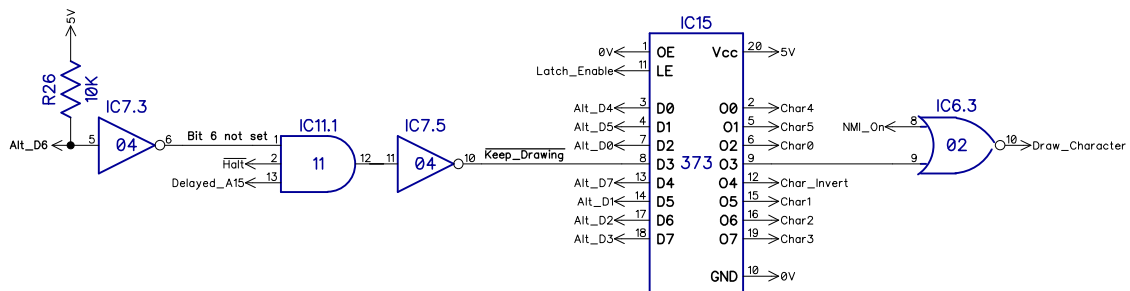 5V
R26
10K
Alt_D6
5
IC7.3
04
6
Bit 6 not set
1
IC11.1
11
Halt
2
Delayed_A15
13
12
11
IC7.5
04
10
Keep_Drawing
IC15
373
0V
1
OE
Vcc
20
5V
Latch_Enable
11
LE
Alt_D4
3
D0
O0
2
Char4
Alt_D5
4
D1
O1
5
Char5
Alt_D0
7
D2
O2
6
Char0
8
D3
O3
9
Alt_D7
13
D4
O4
12
Char_Invert
Alt_D1
14
D5
O5
15
Char1
Alt_D2
17
D6
O6
16
Char2
Alt_D3
18
D7
O7
19
Char3
GND
10
0V
IC6.3
NMI_On
8
9
02
10
Draw_Character